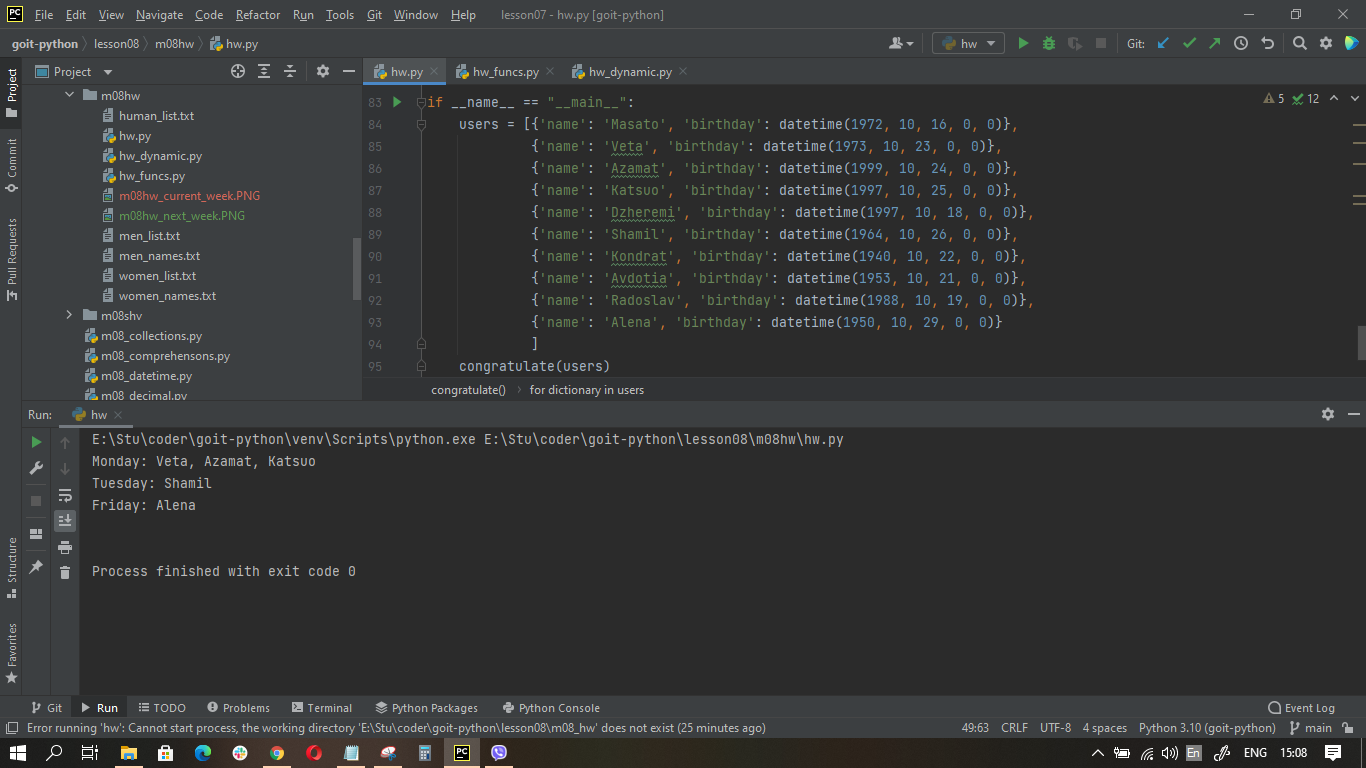 PC File Edit View Navigate Code Refactor Run Tools Git Window Help lesson07 - hw.py [goit-python]
goit-python lesson08 m08hw hw.py hw Git:
Project hw.py hw_funcs.py hw_dynamic.py
Project
Commit
Pull Requests
Structure
Favorites
m08hw
human_list.txt
hw.py
hw_dynamic.py
hw_funcs.py
m08hw_current_week.PNG
m08hw_next_week.PNG
men_list.txt
men_names.txt
women_list.txt
women_names.txt
m08shv
m08_collections.py
m08_comprehensons.py
m08_datetime.py
m08_decimal.py
5 12
83 if __name__ == "__main__":
84 users = [{'name': 'Masato', 'birthday': datetime(1972, 10, 16, 0, 0)},
85 {'name': 'Veta', 'birthday': datetime(1973, 10, 23, 0, 0)},
86 {'name': 'Azamat', 'birthday': datetime(1999, 10, 24, 0, 0)},
87 {'name': 'Katsuo', 'birthday': datetime(1997, 10, 25, 0, 0)},
88 {'name': 'Dzheremi', 'birthday': datetime(1997, 10, 18, 0, 0)},
89 {'name': 'Shamil', 'birthday': datetime(1964, 10, 26, 0, 0)},
90 {'name': 'Kondrat', 'birthday': datetime(1940, 10, 22, 0, 0)},
91 {'name': 'Avdotia', 'birthday': datetime(1953, 10, 21, 0, 0)},
92 {'name': 'Radoslav', 'birthday': datetime(1988, 10, 19, 0, 0)},
93 {'name': 'Alena', 'birthday': datetime(1950, 10, 29, 0, 0)}
94 ]
95 congratulate(users)
congratulate() for dictionary in users
Run: hw
E:\Stu\coder\goit-python\venv\Scripts\python.exe E:\Stu\coder\goit-python\lesson08\m08hw\hw.py
Monday: Veta, Azamat, Katsuo
Tuesday: Shamil
Friday: Alena
Process finished with exit code 0
Git Run TODO Problems Terminal Python Packages Python Console Event Log
Error running 'hw': Cannot start process, the working directory 'E:\Stu\coder\goit-python\lesson08\m08_hw' does not exist (25 minutes ago) 49:63 CRLF UTF-8 4 spaces Python 3.10 (goit-python) main
PC En ENG 15:08